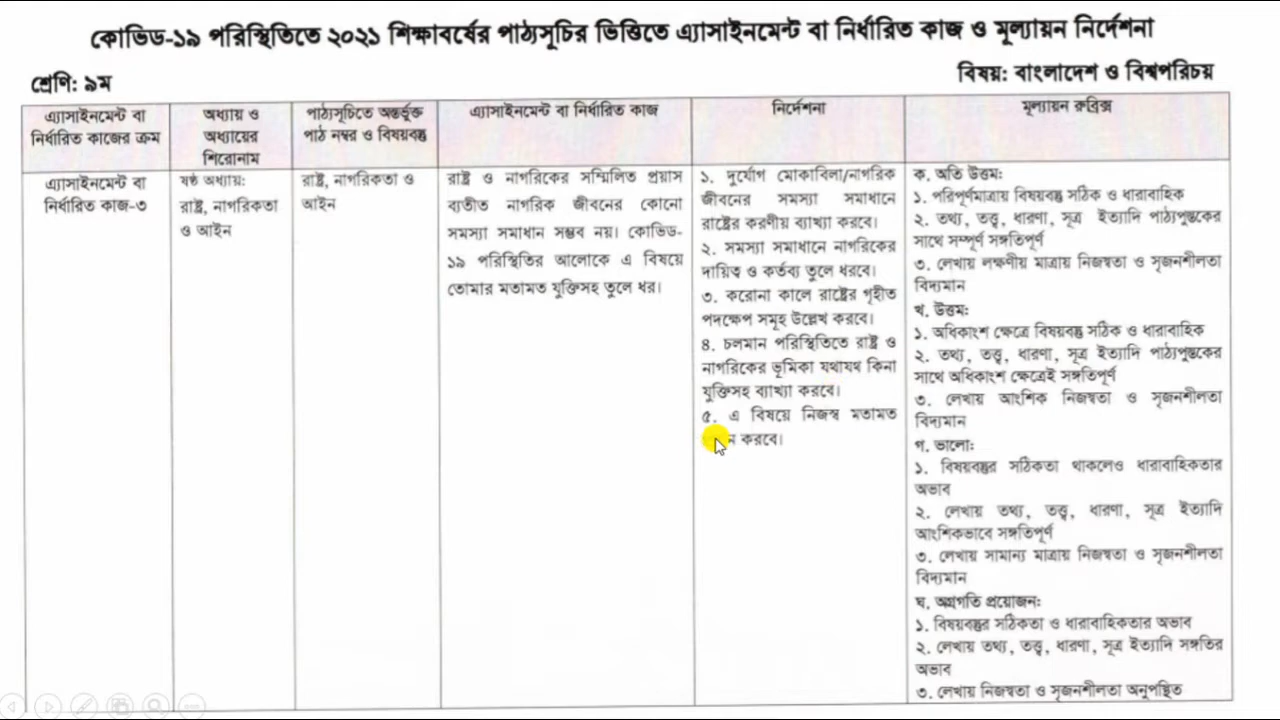 কোভিড-১৯ পরিস্থিতিতে ২০২১ শিক্ষাবর্ষের পাঠ্যসূচির ভিত্তিতে এ্যাসাইনমেন্ট বা নির্ধারিত কাজ ও মূল্যায়ন নির্দেশনা
শ্রেণি: ৯ম
বিষয়: বাংলাদেশ ও বিশ্বপরিচয়
এ্যাসাইনমেন্ট বা
নির্ধারিত কাজের ক্রম
অধ্যায় ও
অধ্যায়ের
শিরোনাম
পাঠ্যসূচিতে অন্তর্ভুক্ত
পাঠ নম্বর ও বিষয়বস্তু
এ্যাসাইনমেন্ট বা নির্ধারিত কাজ
নির্দেশনা
মূল্যায়ন রুব্রিক্স
এ্যাসাইনমেন্ট বা
নির্ধারিত কাজ-৩
ষষ্ঠ অধ্যায়:
রাষ্ট্র, নাগরিকতা
ও আইন
রাষ্ট্র, নাগরিকতা ও
আইন
রাষ্ট্র ও নাগরিকের সম্মিলিত প্রয়াস
ব্যতীত নাগরিক জীবনের কোনো
সমস্যা সমাধান সম্ভব নয়। কোভিড-
১৯ পরিস্থিতির আলোকে এ বিষয়ে
তোমার মতামত যুক্তিসহ তুলে ধর।
১. দুর্যোগ মোকাবিলা/নাগরিক
জীবনের সমস্যা সমাধানে
রাষ্ট্রের করণীয় ব্যাখ্যা করবে।
২. সমস্যা সমাধানে নাগরিকের
দায়িত্ব ও কর্তব্য তুলে ধরবে।
৩. করোনা কালে রাষ্ট্রের গৃহীত
পদক্ষেপ সমূহ উল্লেখ করবে।
৪. চলমান পরিস্থিতিতে রাষ্ট্র ও
নাগরিকের ভূমিকা যথাযথ কিনা
যুক্তিসহ ব্যাখ্যা করবে।
৫. এ বিষয়ে নিজস্ব মতামত
করবে।
ক. অতি উত্তম:
১. পরিপূর্ণমাত্রায় বিষয়বস্তু সঠিক ও ধারাবাহিক
২. তথ্য, তত্ত্ব, ধারণা, সূত্র ইত্যাদি পাঠ্যপুস্তকের
সাথে সম্পূর্ণ সঙ্গতিপূর্ণ
৩. লেখায় লক্ষণীয় মাত্রায় নিজস্বতা ও সৃজনশীলতা
বিদ্যমান
খ. উত্তম:
১. অধিকাংশ ক্ষেত্রে বিষয়বস্তু সঠিক ও ধারাবাহিক
২. তথ্য, তত্ত্ব, ধারণা, সূত্র ইত্যাদি পাঠ্যপুস্তকের
সাথে অধিকাংশ ক্ষেত্রেই সঙ্গতিপূর্ণ
৩. লেখায় আংশিক নিজস্বতা ও সৃজনশীলতা
বিদ্যমান
গ. ভালো:
১. বিষয়বস্তুর সঠিকতা থাকলেও ধারাবাহিকতার
অভাব
২. লেখায় তথ্য, তত্ত্ব, ধারণা, সূত্র ইত্যাদি
আংশিকভাবে সঙ্গতিপূর্ণ
৩. লেখায় সামান্য মাত্রায় নিজস্বতা ও সৃজনশীলতা
বিদ্যমান
ঘ. অগ্রগতি প্রয়োজন:
১. বিষয়বস্তুর সঠিকতা ও ধারাবাহিকতার অভাব
২. লেখায় তথ্য, তত্ত্ব, ধারণা, সূত্র ইত্যাদি সঙ্গতির
অভাব
৩. লেখায় নিজস্বতা ও সৃজনশীলতা অনুপস্থিত